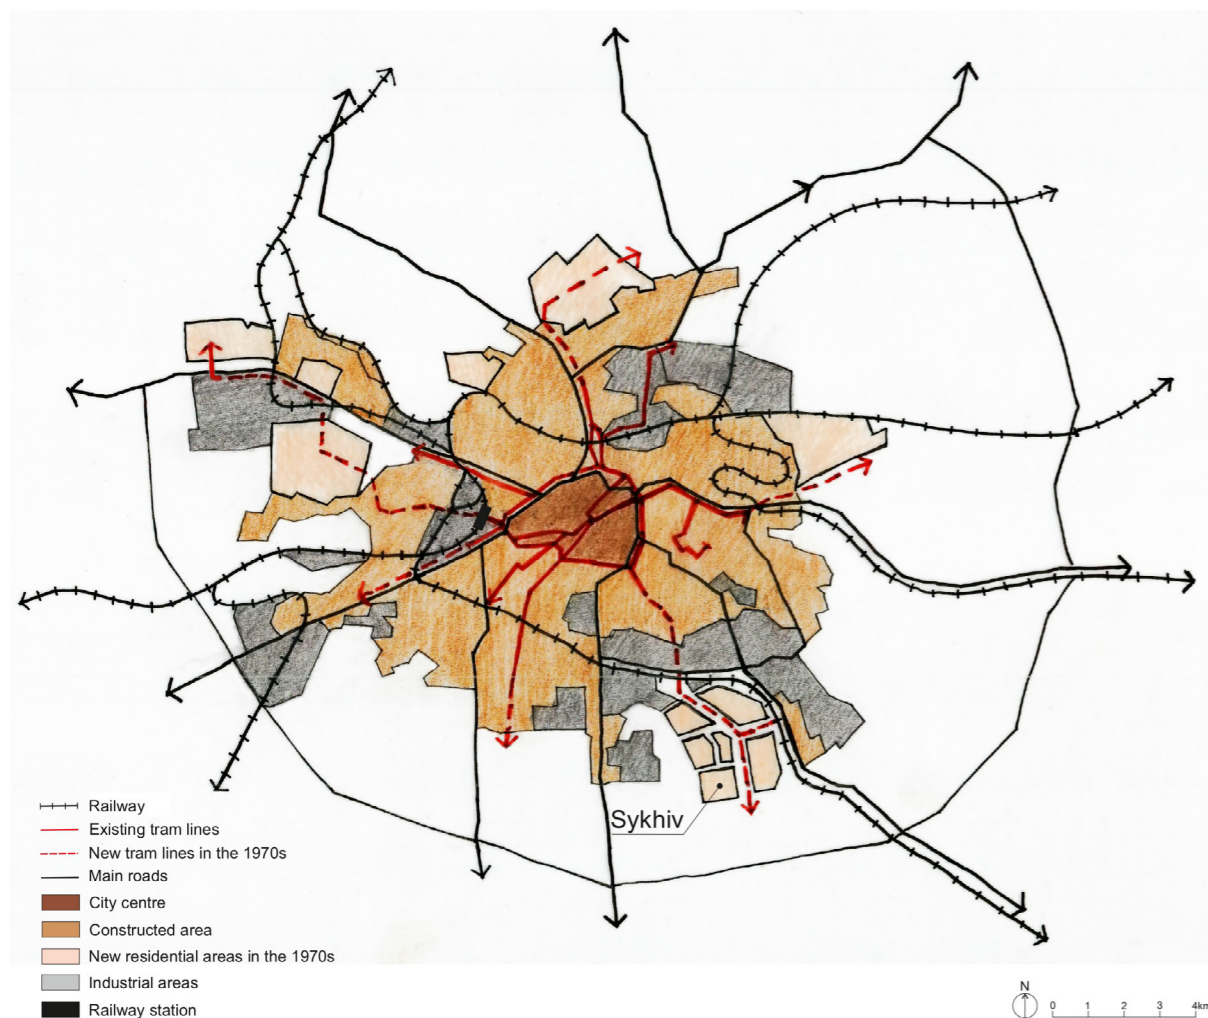 Sykhiv
Railway
Existing tram lines
New tram lines in the 1970s
Main roads
City centre
Constructed area
New residential areas in the 1970s
Industrial areas
Railway station
N
0 1 2 3 4km